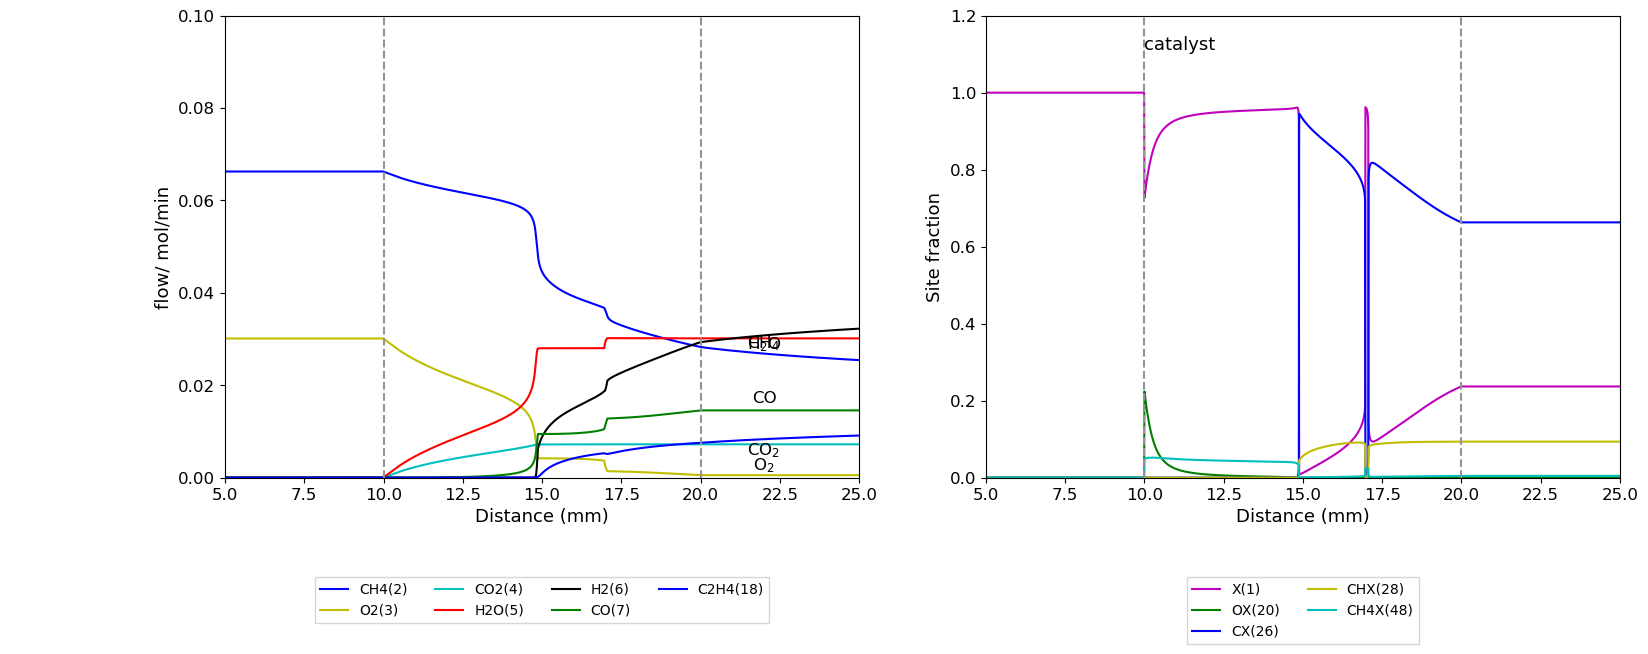 0.10
0.08
0.06
0.04
0.02
0.00
flow/ mol/min
5.0 7.5 10.0 12.5 15.0 17.5 20.0 22.5 25.0
Distance (mm)
CO
CO₂
O₂
CH4(2) CO2(4) H2(6) C2H4(18)
O2(3) H2O(5) CO(7)
1.2
1.0
0.8
0.6
0.4
0.2
0.0
Site fraction
catalyst
5.0 7.5 10.0 12.5 15.0 17.5 20.0 22.5 25.0
Distance (mm)
X(1) CHX(28)
OX(20) CH4X(48)
CX(26)